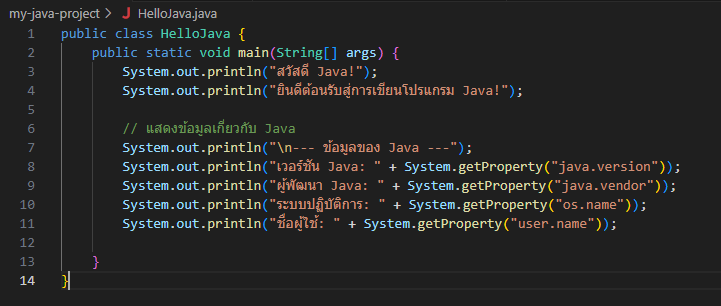 my-java-project > J HelloJava.java
1 public class HelloJava {
2     public static void main(String[] args) {
3         System.out.println("สวัสดี Java!");
4         System.out.println("ยินดีต้อนรับสู่การเขียนโปรแกรม Java!");
5
6         // แสดงข้อมูลเกี่ยวกับ Java
7         System.out.println("\n--- ข้อมูลของ Java ---");
8         System.out.println("เวอร์ชัน Java: " + System.getProperty("java.version"));
9         System.out.println("ผู้พัฒนา Java: " + System.getProperty("java.vendor"));
10         System.out.println("ระบบปฏิบัติการ: " + System.getProperty("os.name"));
11         System.out.println("ชื่อผู้ใช้: " + System.getProperty("user.name"));
12
13     }
14 }